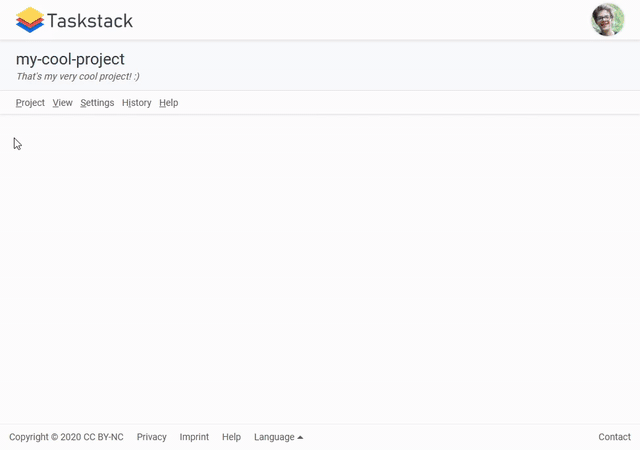 Taskstack
my-cool-project
That's my very cool project! :)
Project View Settings History Help
Copyright © 2020 CC BY-NC Privacy Imprint Help Language Contact